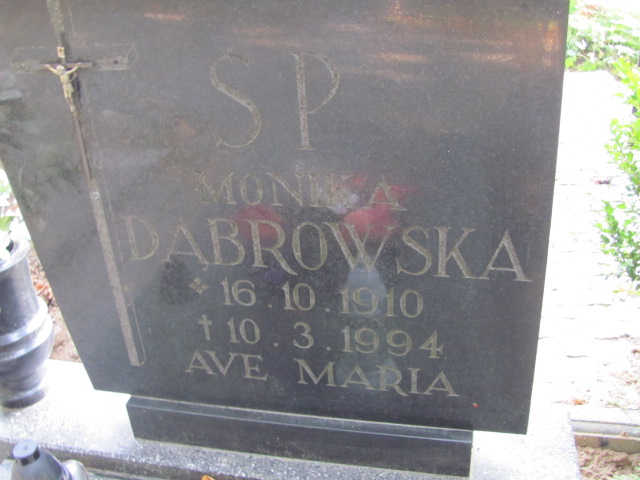 SP
MONIKA
DĄBROWSKA
* 16.10.1910
† 10.3.1994
AVE MARIA